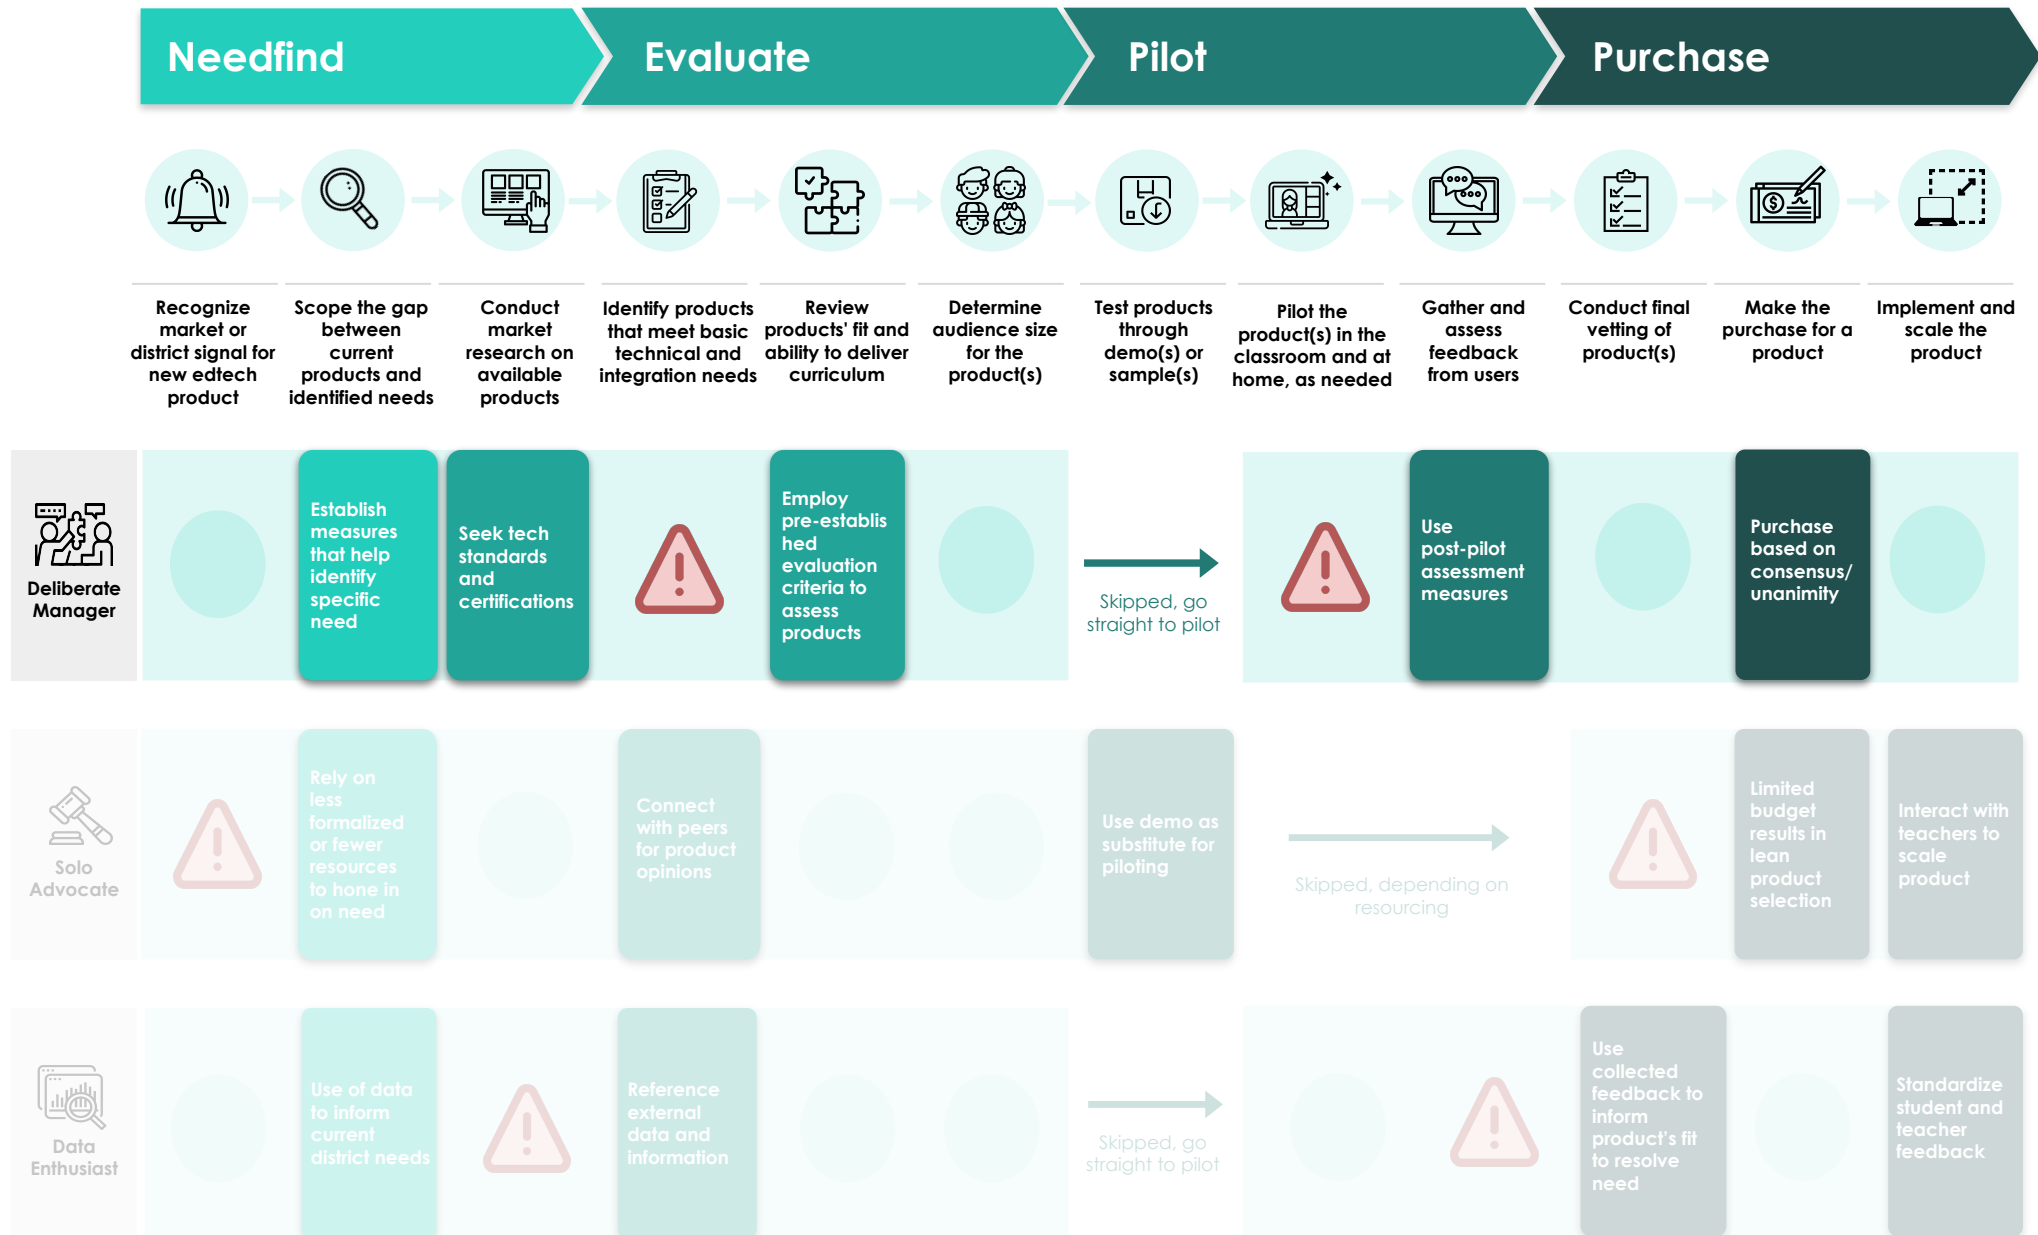 Needfind
Evaluate
Pilot
Purchase
Recognize
market or
district signal for
new edtech
product
Scope the gap
between
current
products and
identified needs
Conduct
market
research on
available
products
Identify products
that meet basic
technical and
integration needs
Review
products' fit and
ability to deliver
curriculum
Determine
audience size
for the
product(s)
Test products
through
demo(s) or
sample(s)
Pilot the
product(s) in the
classroom and at
home, as needed
Gather and
assess
feedback
from users
Conduct final
vetting of
product(s)
Make the
purchase for a
product
Implement and
scale the
product
Deliberate
Manager
Establish
measures
that help
identify
specific
need
Seek tech
standards
and
certifications
Employ
pre-establis
hed
evaluation
criteria to
assess
products
Skipped, go
straight to pilot
Use
post-pilot
assessment
measures
Purchase
based on
consensus/
unanimity
Solo
Advocate
Rely on
less
formalized
or fewer
resources
to hone in
on need
Connect
with peers
for product
opinions
Use demo as
substitute for
piloting
Skipped, depending on
resourcing
Limited
budget
results in
lean
product
selection
Interact with
teachers to
scale
product
Data
Enthusiast
Use of data
to inform
current
district needs
Reference
external
data and
information
Skipped, go
straight to pilot
Use
collected
feedback to
inform
product's fit
to resolve
need
Standardize
student and
teacher
feedback